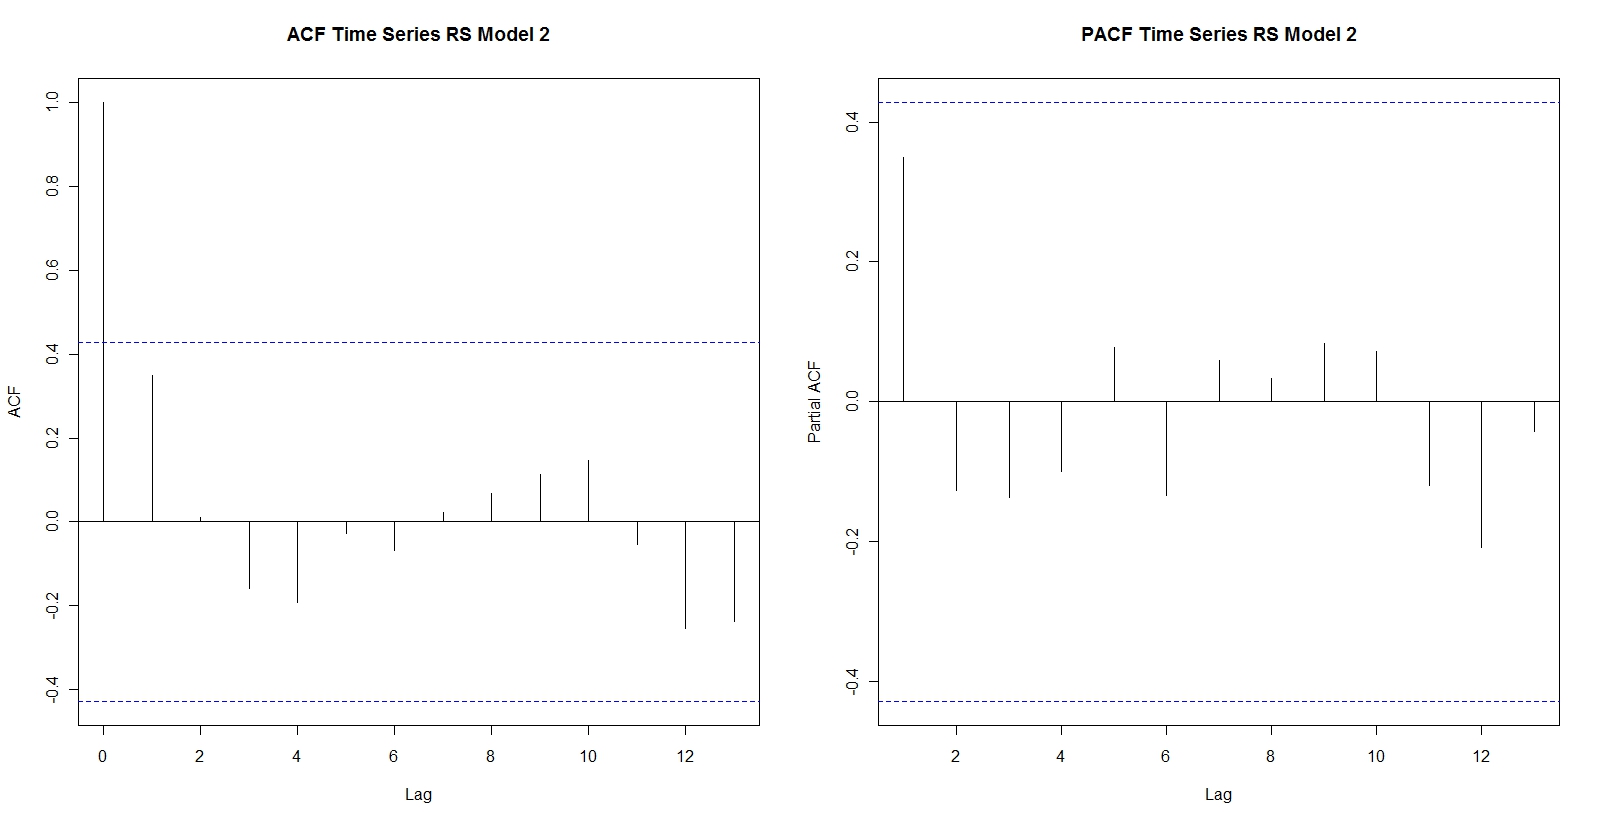 ACF Time Series RS Model 2
ACF
1.0
0.8
0.6
0.4
0.2
0.0
-0.2
-0.4
0 2 4 6 8 10 12
Lag
PACF Time Series RS Model 2
Partial ACF
0.4
0.2
0.0
-0.2
-0.4
2 4 6 8 10 12
Lag